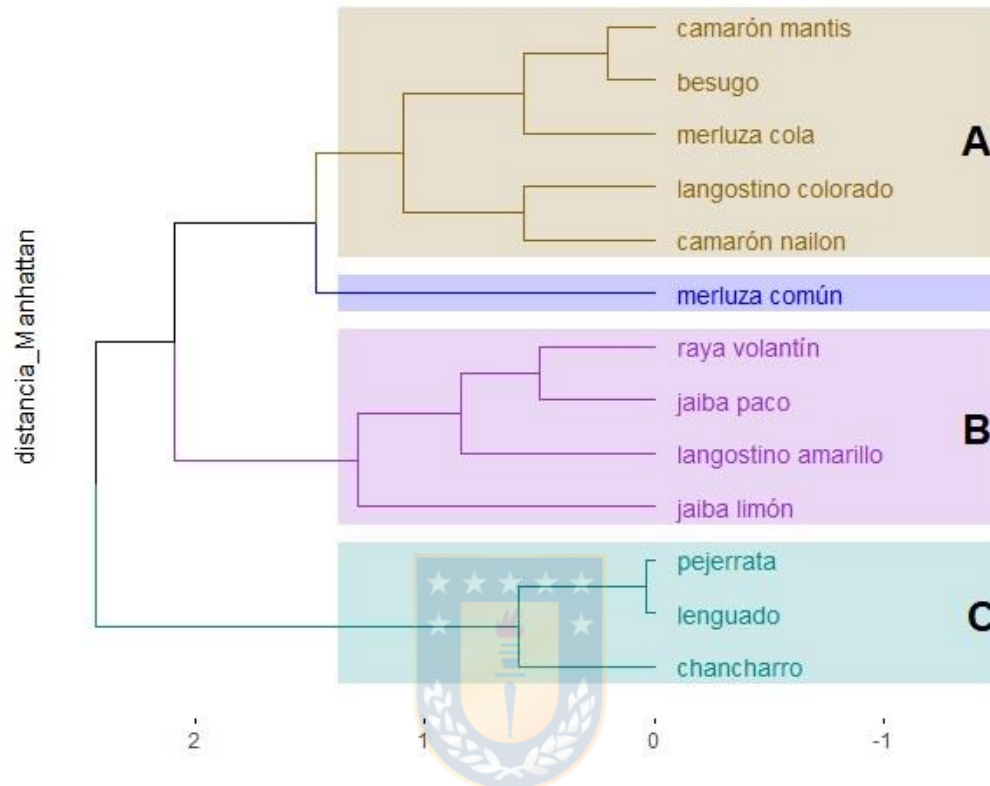 distancia_Manhattan
camarón mantis
besugo
merluza cola
langostino colorado
camarón nailon
A
merluza común
raya volantín
jaiba paco
langostino amarillo
jaiba limón
B
pejerrata
lenguado
chancharro
C
2 1 0 -1